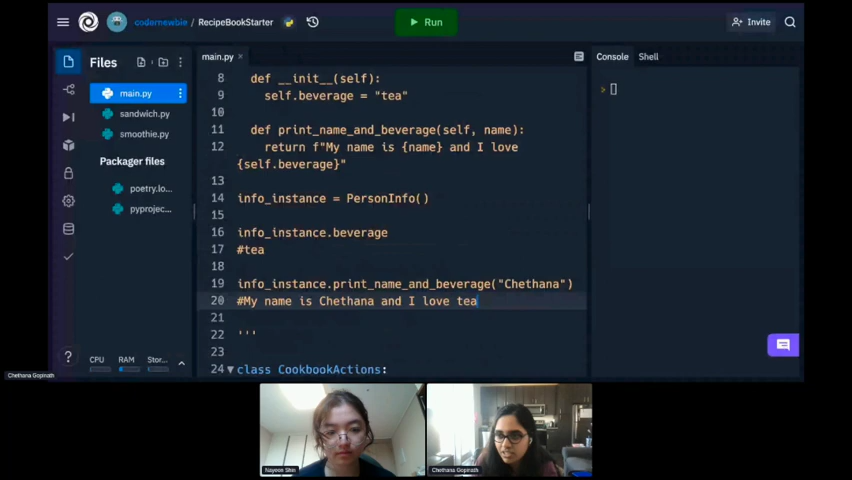 codernewbie / RecipeBookStarter
Run
Invite
Files
main.py
sandwich.py
smoothie.py
Packager files
poetry.lo...
pyprojec...
CPU RAM Stor...
main.py
8 def __init__(self):
9 self.beverage = "tea"
10
11 def print_name_and_beverage(self, name):
12 return f"My name is {name} and I love
{self.beverage}"
13
14 info_instance = PersonInfo()
15
16 info_instance.beverage
17 #tea
18
19 info_instance.print_name_and_beverage("Chethana")
20 #My name is Chethana and I love tea
21
22 '''
23
24 class CookbookActions:
Console Shell
>
Chethana Gopinath
Nayeon Shin
Chethana Gopinath